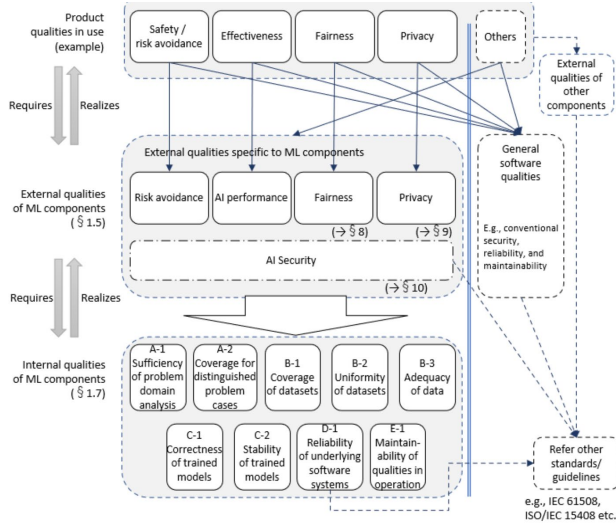 Product
qualities in use
(example)
Safety /
risk avoidance
Effectiveness
Fairness
Privacy
Others
External
qualities of
other
components
Requires
Realizes
External qualities specific to ML components
General
software
qualities
E.g., conventional
security,
reliability, and
maintainability
External qualities
of ML components
(§1.5)
Risk avoidance
AI performance
Fairness
Privacy
(→§8)
(→§9)
AI Security
(→§10)
Requires
Realizes
Internal qualities
of ML components
(§1.7)
A-1
Sufficiency
of problem
domain
analysis
A-2
Coverage for
distinguished
problem
cases
B-1
Coverage
of datasets
B-2
Uniformity
of datasets
B-3
Adequacy
of data
C-1
Correctness
of trained
models
C-2
Stability
of trained
models
D-1
Reliability
of underlying
software
systems
E-1
Maintain-
ability of
qualities in
operation
Refer other
standards/
guidelines
e.g., IEC 61508,
ISO/IEC 15408 etc.